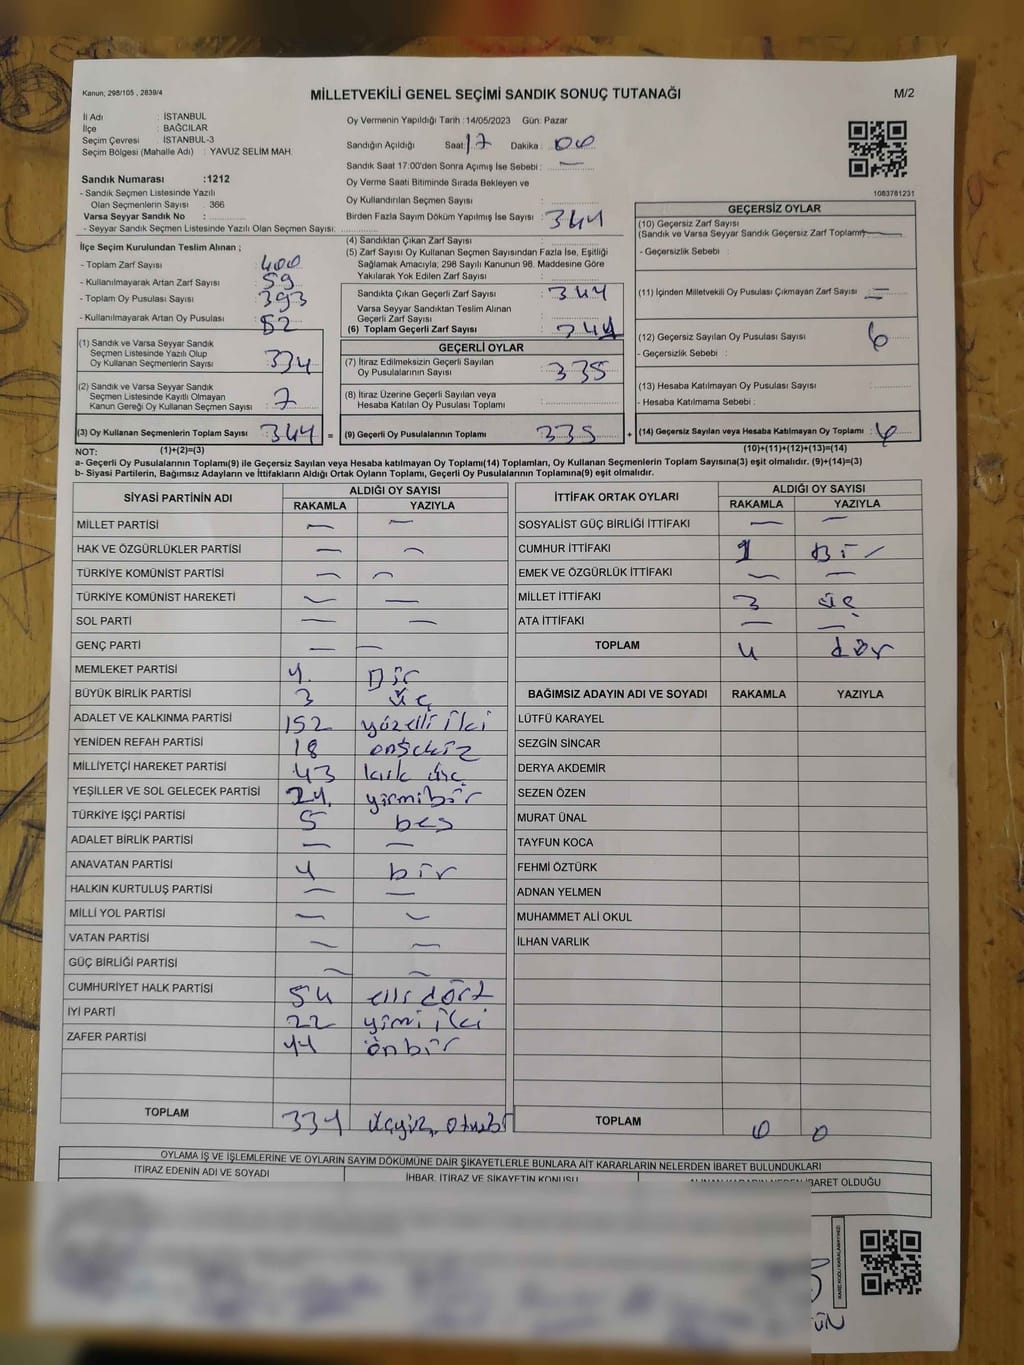 Kanun; 298/105 , 2839/4
MİLLETVEKİLİ GENEL SEÇİMİ SANDIK SONUÇ TUTANAĞI
M/2
İl Adı : İSTANBUL
İlçe : BAĞCILAR
Seçim Çevresi : İSTANBUL-3
Seçim Bölgesi (Mahalle Adı) : YAVUZ SELİM MAH.
Oy Vermenin Yapıldığı Tarih :14/05/2023 Gün: Pazar
Sandığın Açıldığı Saat: 17 Dakika : 00
Sandık Saat 17:00'den Sonra Açmış İse Sebebi : —
Oy Verme Saati Bitiminde Sırada Bekleyen ve
Oy Kullandırılan Seçmen Sayısı :
Birden Fazla Sayım Döküm Yapılmış İse Sayısı : 341
1083781231
Sandık Numarası :1212
- Sandık Seçmen Listesinde Yazılı
Olan Seçmenlerin Sayısı : 366
Varsa Seyyar Sandık No :
- Seyyar Sandık Seçmen Listesinde Yazılı Olan Seçmen Sayısı:
İlçe Seçim Kurulundan Teslim Alınan ;
- Toplam Zarf Sayısı : 400
- Kullanılmayarak Artan Zarf Sayısı : 59
- Toplam Oy Pusulası Sayısı : 393
- Kullanılmayarak Artan Oy Pusulası : 52
(1) Sandık ve Varsa Seyyar Sandık
Seçmen Listesinde Yazılı Olup
Oy Kullanan Seçmenlerin Sayısı : 334
(2) Sandık ve Varsa Seyyar Sandık
Seçmen Listesinde Kayıtlı Olmayan
Kanun Gereği Oy Kullanan Seçmen Sayısı : 7
(3) Oy Kullanan Seçmenlerin Toplam Sayısı : 341
(4) Sandıktan Çıkan Zarf Sayısı :
(5) Zarf Sayısı Oy Kullanan Seçmen Sayısından Fazla İse, Eşitliği
Sağlamak Amacıyla; 298 Sayılı Kanunun 98. Maddesine Göre
Yakılarak Yok Edilen Zarf Sayısı :
Sandıkta Çıkan Geçerli Zarf Sayısı : 341
Varsa Seyyar Sandıktan Teslim Alınan
Geçerli Zarf Sayısı :
(6) Toplam Geçerli Zarf Sayısı : 341
GEÇERLİ OYLAR
(7) İtiraz Edilmeksizin Geçerli Sayılan
Oy Pusulalarının Sayısı : 335
(8) İtiraz Üzerine Geçerli Sayılan veya
Hesaba Katılan Oy Pusulası Toplamı :
= (9) Geçerli Oy Pusulalarının Toplamı : 335
GEÇERSİZ OYLAR
(10) Geçersiz Zarf Sayısı
(Sandık ve Varsa Seyyar Sandık Geçersiz Zarf Toplamı) —
- Geçersizlik Sebebi :
(11) İçinden Milletvekili Oy Pusulası Çıkmayan Zarf Sayısı : —
(12) Geçersiz Sayılan Oy Pusulası Sayısı : 6
- Geçersizlik Sebebi :
(13) Hesaba Katılmayan Oy Pusulası Sayısı :
- Hesaba Katılmama Sebebi :
+ (14) Geçersiz Sayılan veya Hesaba Katılmayan Oy Toplamı : 6
NOT: (1)+(2)=(3)
(10)+(11)+(12)+(13)=(14)
a- Geçerli Oy Pusulalarının Toplamı(9) ile Geçersiz Sayılan veya Hesaba katılmayan Oy Toplamı(14) Toplamları, Oy Kullanan Seçmenlerin Toplam Sayısına(3) eşit olmalıdır. (9)+(14)=(3)
b- Siyasi Partilerin, Bağımsız Adayların ve İttifakların Aldığı Ortak Oyların Toplamı, Geçerli Oy Pusulalarının Toplamına(9) eşit olmalıdır.
SİYASİ PARTİNİN ADI
ALDIĞI OY SAYISI
RAKAMLA YAZIYLA
MİLLET PARTİSİ — —
HAK VE ÖZGÜRLÜKLER PARTİSİ — —
TÜRKİYE KOMÜNİST PARTİSİ — —
TÜRKİYE KOMÜNİST HAREKETİ — —
SOL PARTİ — —
GENÇ PARTİ — —
MEMLEKET PARTİSİ 1. Bir
BÜYÜK BİRLİK PARTİSİ 3 üç
ADALET VE KALKINMA PARTİSİ 152 yüzelli iki
YENİDEN REFAH PARTİSİ 18 onsekiz
MİLLİYETÇİ HAREKET PARTİSİ 43 kırk üç
YEŞİLLER VE SOL GELECEK PARTİSİ 21. yirmibir
TÜRKİYE İŞÇİ PARTİSİ 5 beş
ADALET BİRLİK PARTİSİ — —
ANAVATAN PARTİSİ 1 bir
HALKIN KURTULUŞ PARTİSİ — —
MİLLİ YOL PARTİSİ — —
VATAN PARTİSİ — —
GÜÇ BİRLİĞİ PARTİSİ — —
CUMHURİYET HALK PARTİSİ 54 elli dört
İYİ PARTİ 22 yimi iki
ZAFER PARTİSİ 11 onbir
TOPLAM 331 üçyüz otuzbir
İTTİFAK ORTAK OYLARI
ALDIĞI OY SAYISI
RAKAMLA YAZIYLA
SOSYALİST GÜÇ BİRLİĞİ İTTİFAKI — —
CUMHUR İTTİFAKI 1 Bir
EMEK VE ÖZGÜRLÜK İTTİFAKI — —
MİLLET İTTİFAKI 3 üç
ATA İTTİFAKI — —
TOPLAM 4 dör
BAĞIMSIZ ADAYIN ADI VE SOYADI RAKAMLA YAZIYLA
LÜTFÜ KARAYEL
SEZGİN SİNCAR
DERYA AKDEMİR
SEZEN ÖZEN
MURAT ÜNAL
TAYFUN KOCA
FEHMİ ÖZTÜRK
ADNAN YELMEN
MUHAMMET ALİ OKUL
İLHAN VARLIK
TOPLAM 0 0
OYLAMA İŞ VE İŞLEMLERİNE VE OYLARIN SAYIM DÖKÜMÜNE DAİR ŞİKAYETLERLE BUNLARA AİT KARARLARIN NELERDEN İBARET BULUNDUKLARI
İTİRAZ EDENİN ADI VE SOYADI
İHBAR, İTİRAZ VE ŞİKAYETİN KONUSU
İBARET OLDUĞU